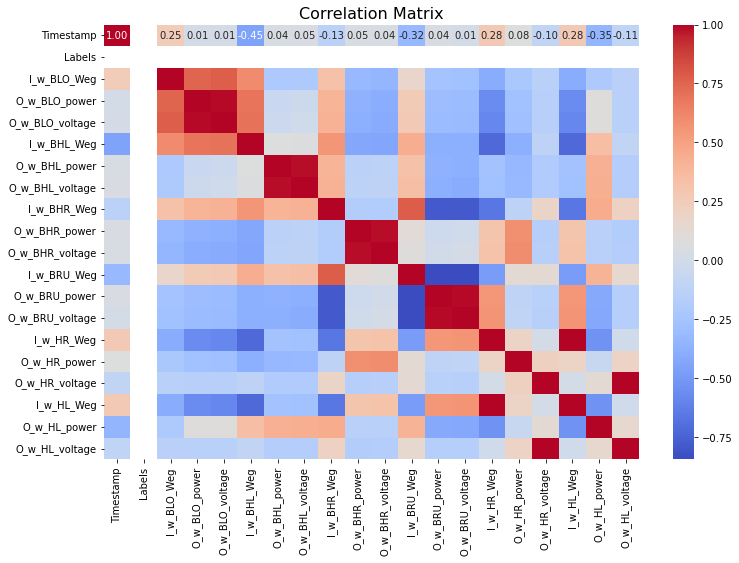 Correlation Matrix
Timestamp 1.00 0.25 0.01 0.01 -0.45 0.04 0.05 -0.13 0.05 0.04 -0.32 0.04 0.01 0.28 0.08 -0.10 0.28 -0.35 -0.11
Labels
I_w_BLO_Weg
O_w_BLO_power
O_w_BLO_voltage
I_w_BHL_Weg
O_w_BHL_power
O_w_BHL_voltage
I_w_BHR_Weg
O_w_BHR_power
O_w_BHR_voltage
I_w_BRU_Weg
O_w_BRU_power
O_w_BRU_voltage
I_w_HR_Weg
O_w_HR_power
O_w_HR_voltage
I_w_HL_Weg
O_w_HL_power
O_w_HL_voltage
Timestamp
Labels
I_w_BLO_Weg
O_w_BLO_power
O_w_BLO_voltage
I_w_BHL_Weg
O_w_BHL_power
O_w_BHL_voltage
I_w_BHR_Weg
O_w_BHR_power
O_w_BHR_voltage
I_w_BRU_Weg
O_w_BRU_power
O_w_BRU_voltage
I_w_HR_Weg
O_w_HR_power
O_w_HR_voltage
I_w_HL_Weg
O_w_HL_power
O_w_HL_voltage
1.00
0.75
0.50
0.25
0.00
−0.25
−0.50
−0.75